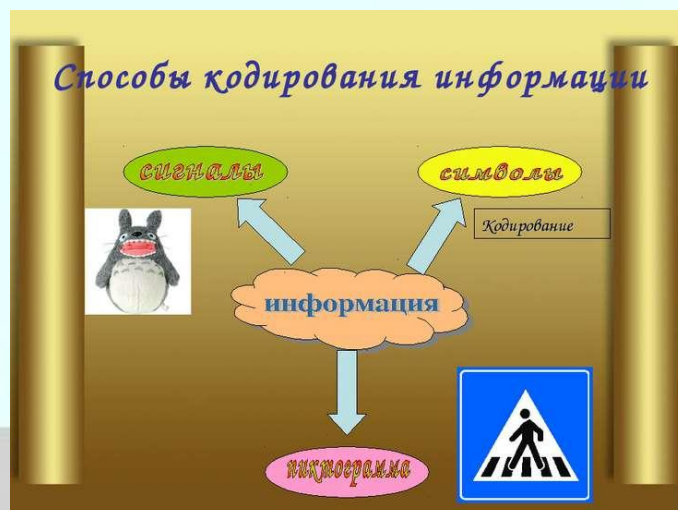 Способы кодирования информации
сигналы
символы
Кодирование
информация
пиктограмма